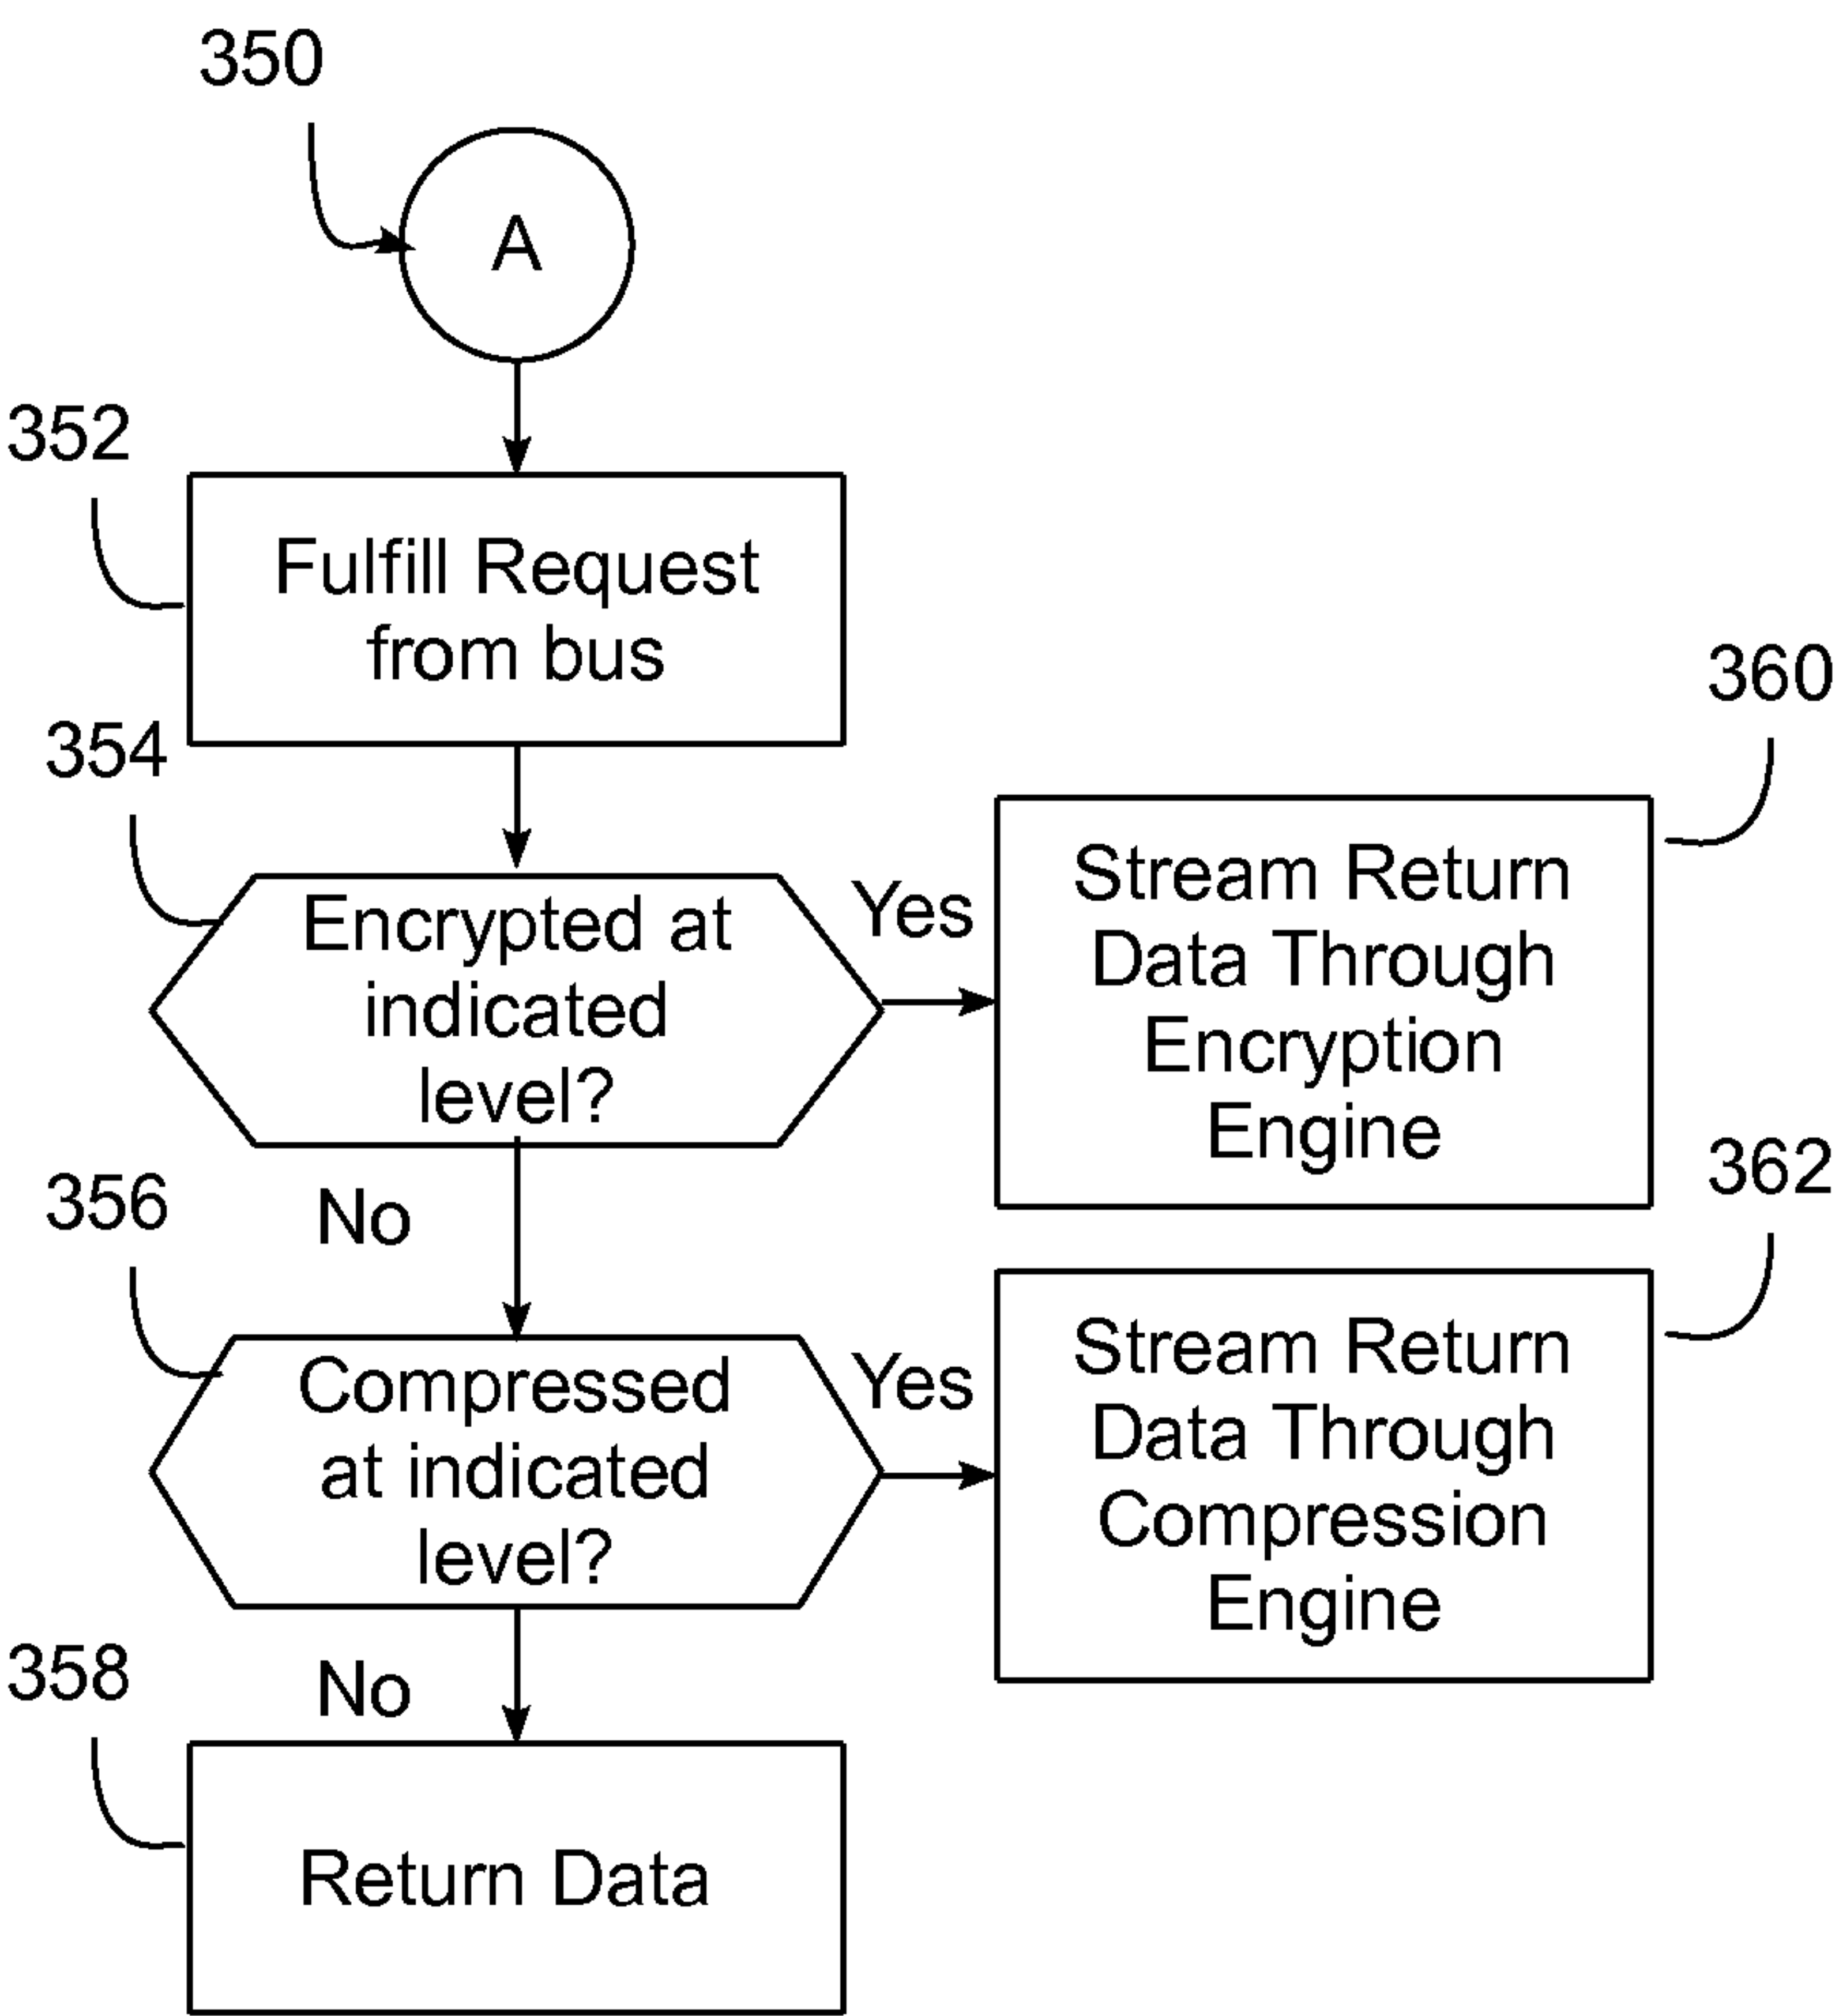 350
A
352
Fulfill Request
from bus
354
Encrypted at
indicated
level?
Yes
360
Stream Return
Data Through
Encryption
Engine
No
356
Compressed
at indicated
level?
Yes
362
Stream Return
Data Through
Compression
Engine
No
358
Return Data